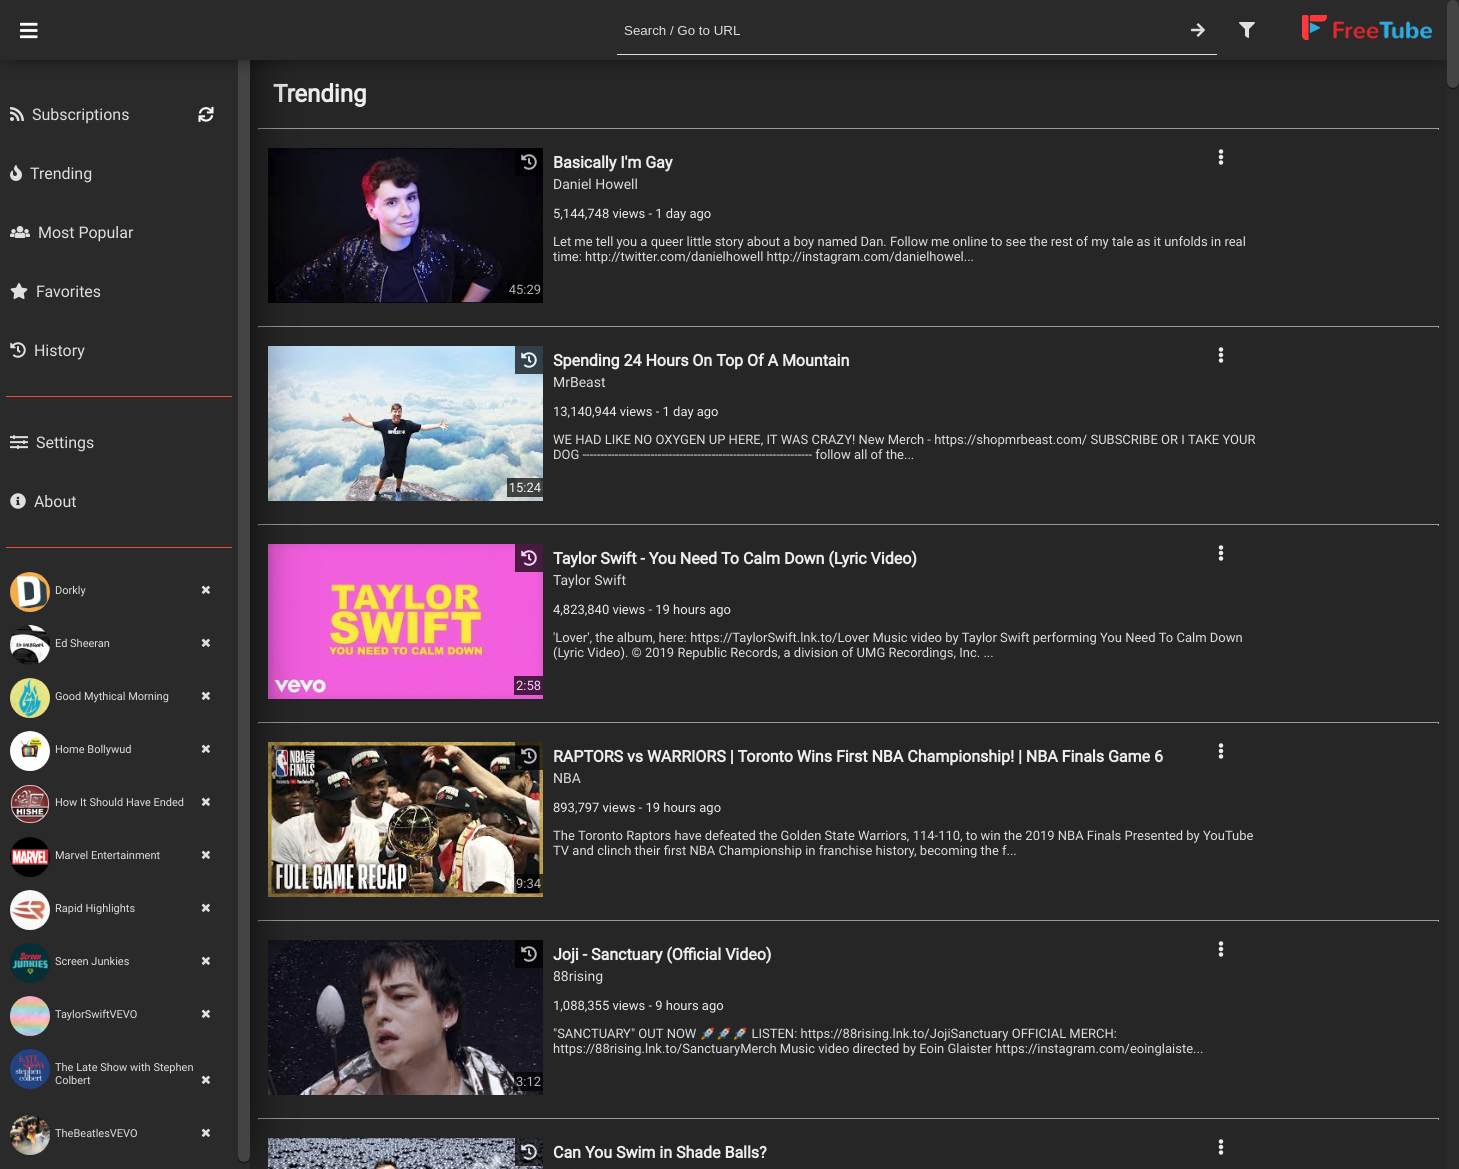 Search / Go to URL
FreeTube
Subscriptions
Trending
Most Popular
Favorites
History
Settings
About
Dorkly
Ed Sheeran
Good Mythical Morning
Home Bollywud
How It Should Have Ended
HISHE
Marvel Entertainment
MARVEL
Rapid Highlights
Screen Junkies
Screen
JUNKIES
TaylorSwiftVEVO
The Late Show with Stephen
Colbert
LATE
SHOW
stephen
colbert
TheBeatlesVEVO
Trending
45:29
Basically I'm Gay
Daniel Howell
5,144,748 views - 1 day ago
Let me tell you a queer little story about a boy named Dan. Follow me online to see the rest of my tale as it unfolds in real
time: http://twitter.com/danielhowell http://instagram.com/danielhowel...
15:24
Spending 24 Hours On Top Of A Mountain
MrBeast
13,140,944 views - 1 day ago
WE HAD LIKE NO OXYGEN UP HERE, IT WAS CRAZY! New Merch - https://shopmrbeast.com/ SUBSCRIBE OR I TAKE YOUR
DOG ---------------------------------------------------------------- follow all of the...
TAYLOR
SWIFT
YOU NEED TO CALM DOWN
vevo
2:58
Taylor Swift - You Need To Calm Down (Lyric Video)
Taylor Swift
4,823,840 views - 19 hours ago
'Lover', the album, here: https://TaylorSwift.lnk.to/Lover Music video by Taylor Swift performing You Need To Calm Down
(Lyric Video). © 2019 Republic Records, a division of UMG Recordings, Inc. ...
NBA
FINALS
FULL GAME RECAP
9:34
RAPTORS vs WARRIORS | Toronto Wins First NBA Championship! | NBA Finals Game 6
NBA
893,797 views - 19 hours ago
The Toronto Raptors have defeated the Golden State Warriors, 114-110, to win the 2019 NBA Finals Presented by YouTube
TV and clinch their first NBA Championship in franchise history, becoming the f...
3:12
Joji - Sanctuary (Official Video)
88rising
1,088,355 views - 9 hours ago
"SANCTUARY" OUT NOW 🚀🚀🚀 LISTEN: https://88rising.lnk.to/JojiSanctuary OFFICIAL MERCH:
https://88rising.lnk.to/SanctuaryMerch Music video directed by Eoin Glaister https://instagram.com/eoinglaiste...
Can You Swim in Shade Balls?